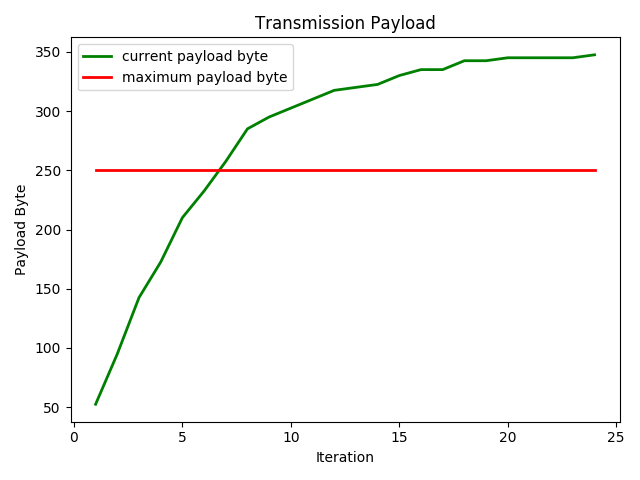 Transmission Payload
current payload byte
maximum payload byte
350
300
250
200
150
100
50
Payload Byte
0
5
10
15
20
25
Iteration